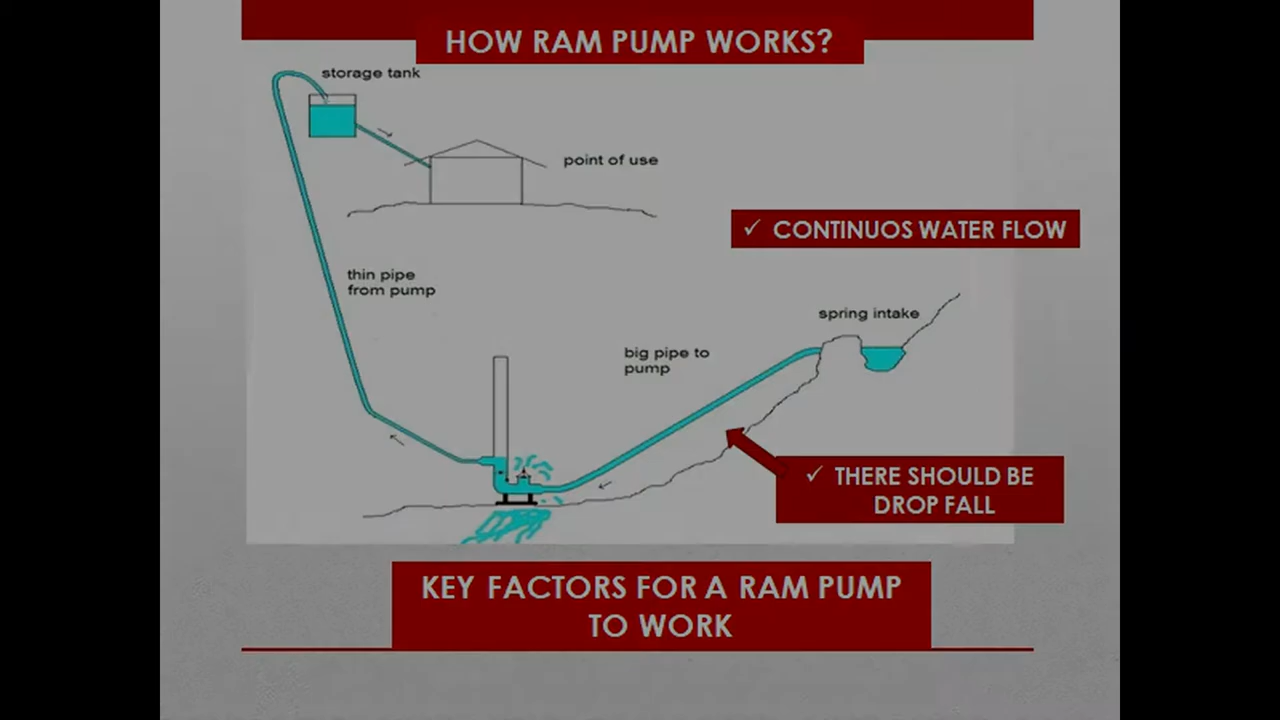 HOW RAM PUMP WORKS?
storage tank
point of use
✓ CONTINUOS WATER FLOW
thin pipe
from pump
spring intake
big pipe to
pump
✓ THERE SHOULD BE
DROP FALL
KEY FACTORS FOR A RAM PUMP
TO WORK